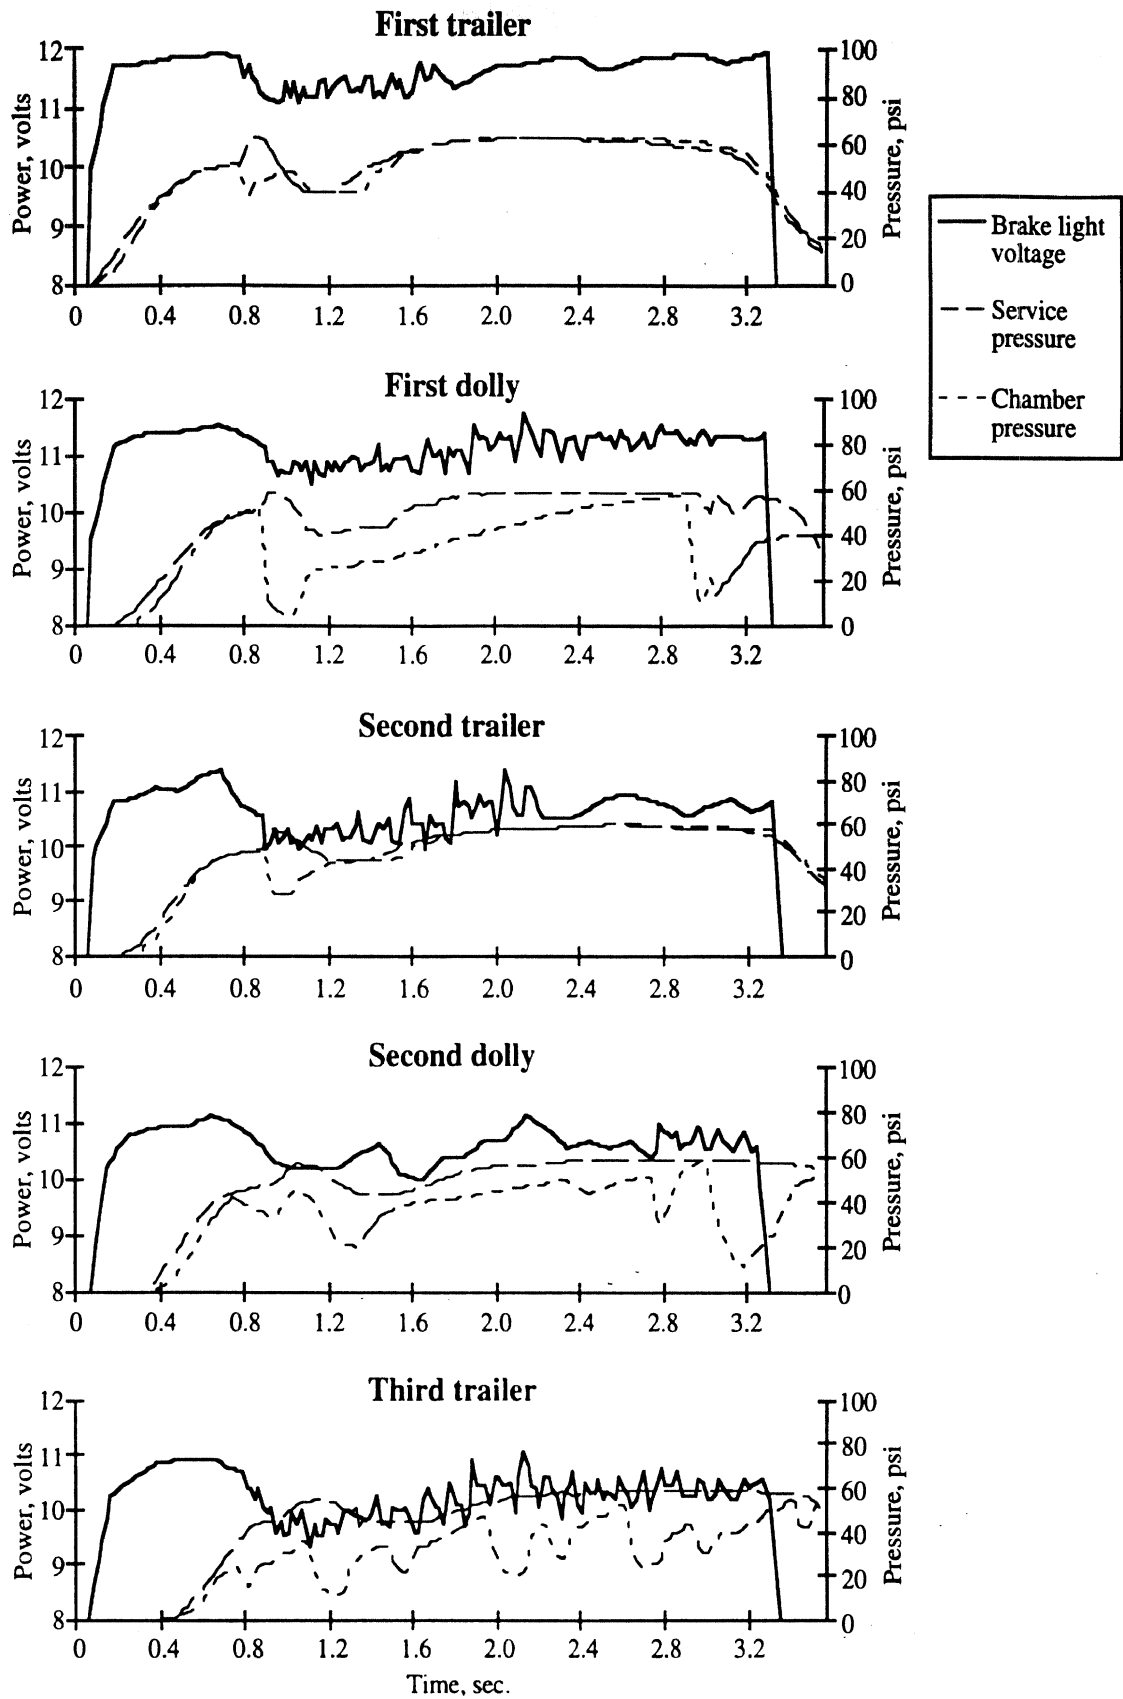 First trailer
12
11
10
9
8
Power, volts
100
80
60
40
20
0
Pressure, psi
0 0.4 0.8 1.2 1.6 2.0 2.4 2.8 3.2
Brake light
voltage
Service
pressure
Chamber
pressure
First dolly
12
11
10
9
8
Power, volts
100
80
60
40
20
0
Pressure, psi
0 0.4 0.8 1.2 1.6 2.0 2.4 2.8 3.2
Second trailer
12
11
10
9
8
Power, volts
100
80
60
40
20
0
Pressure, psi
0 0.4 0.8 1.2 1.6 2.0 2.4 2.8 3.2
Second dolly
12
11
10
9
8
Power, volts
100
80
60
40
20
0
Pressure, psi
0 0.4 0.8 1.2 1.6 2.0 2.4 2.8 3.2
Third trailer
12
11
10
9
8
Power, volts
100
80
60
40
20
0
Pressure, psi
0 0.4 0.8 1.2 1.6 2.0 2.4 2.8 3.2
Time, sec.